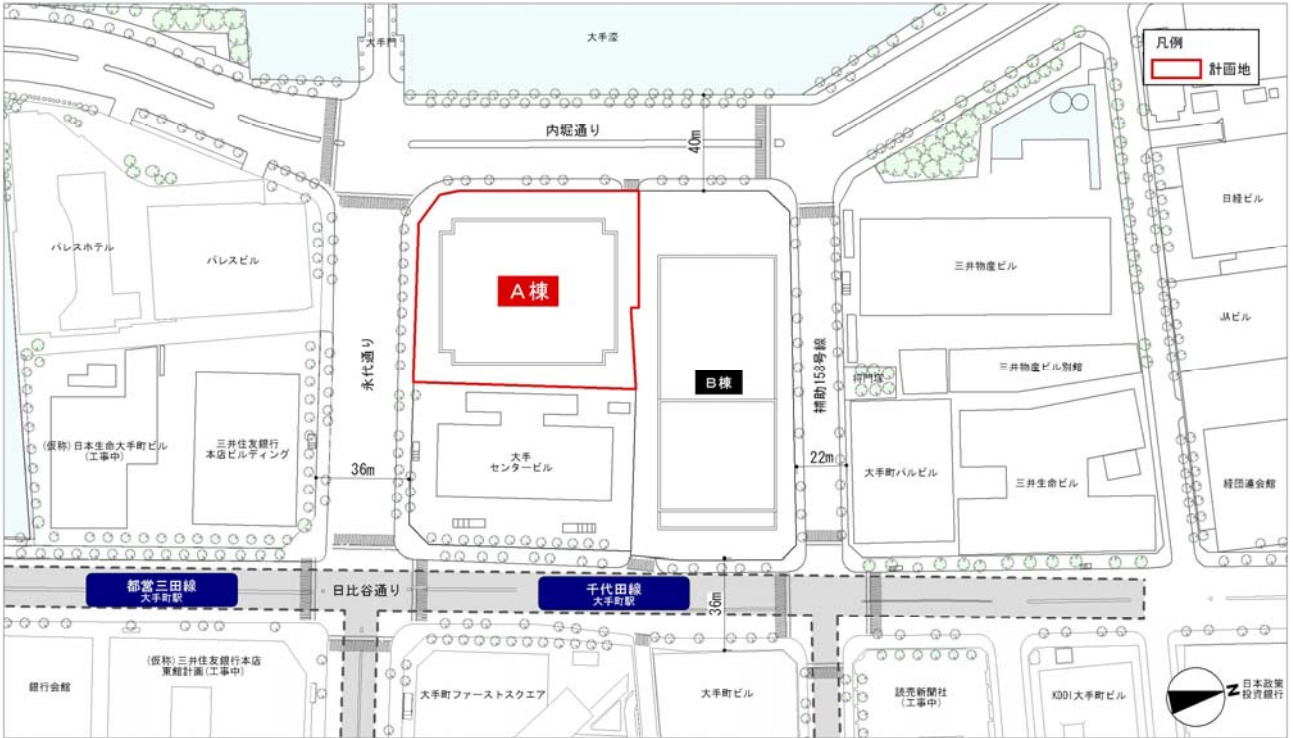 大手門
大手濠
凡例
計画地
内堀通り
40m
日経ビル
パレスホテル
パレスビル
A棟
三井物産ビル
JAビル
永代通り
B棟
補助158号線
三井物産ビル別館
将門塚
(仮称)日本生命大手町ビル
(工事中)
三井住友銀行
本店ビルディング
36m
大手
センタービル
22m
大手町パルビル
三井生命ビル
経団連会館
都営三田線
大手町駅
日比谷通り
千代田線
大手町駅
36m
銀行会館
(仮称)三井住友銀行本店
東館計画(工事中)
大手町ファーストスクエア
大手町ビル
読売新聞社
(工事中)
KDDI大手町ビル
N
日本政策
投資銀行